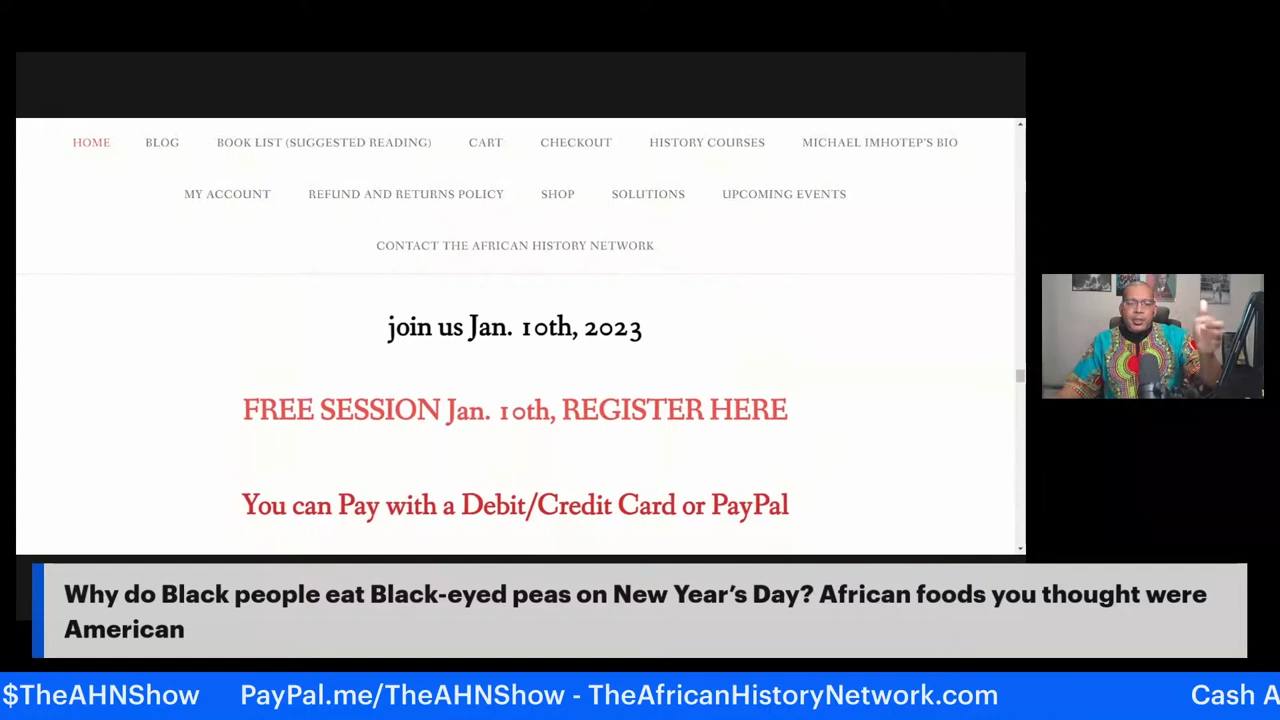 HOME BLOG BOOK LIST (SUGGESTED READING) CART CHECKOUT HISTORY COURSES MICHAEL IMHOTEP'S BIO
MY ACCOUNT REFUND AND RETURNS POLICY SHOP SOLUTIONS UPCOMING EVENTS
CONTACT THE AFRICAN HISTORY NETWORK
join us Jan. 10th, 2023
FREE SESSION Jan. 10th, REGISTER HERE
You can Pay with a Debit/Credit Card or PayPal
Why do Black people eat Black-eyed peas on New Year's Day? African foods you thought were
American
$TheAHNShow PayPal.me/TheAHNShow - TheAfricanHistoryNetwork.com Cash A